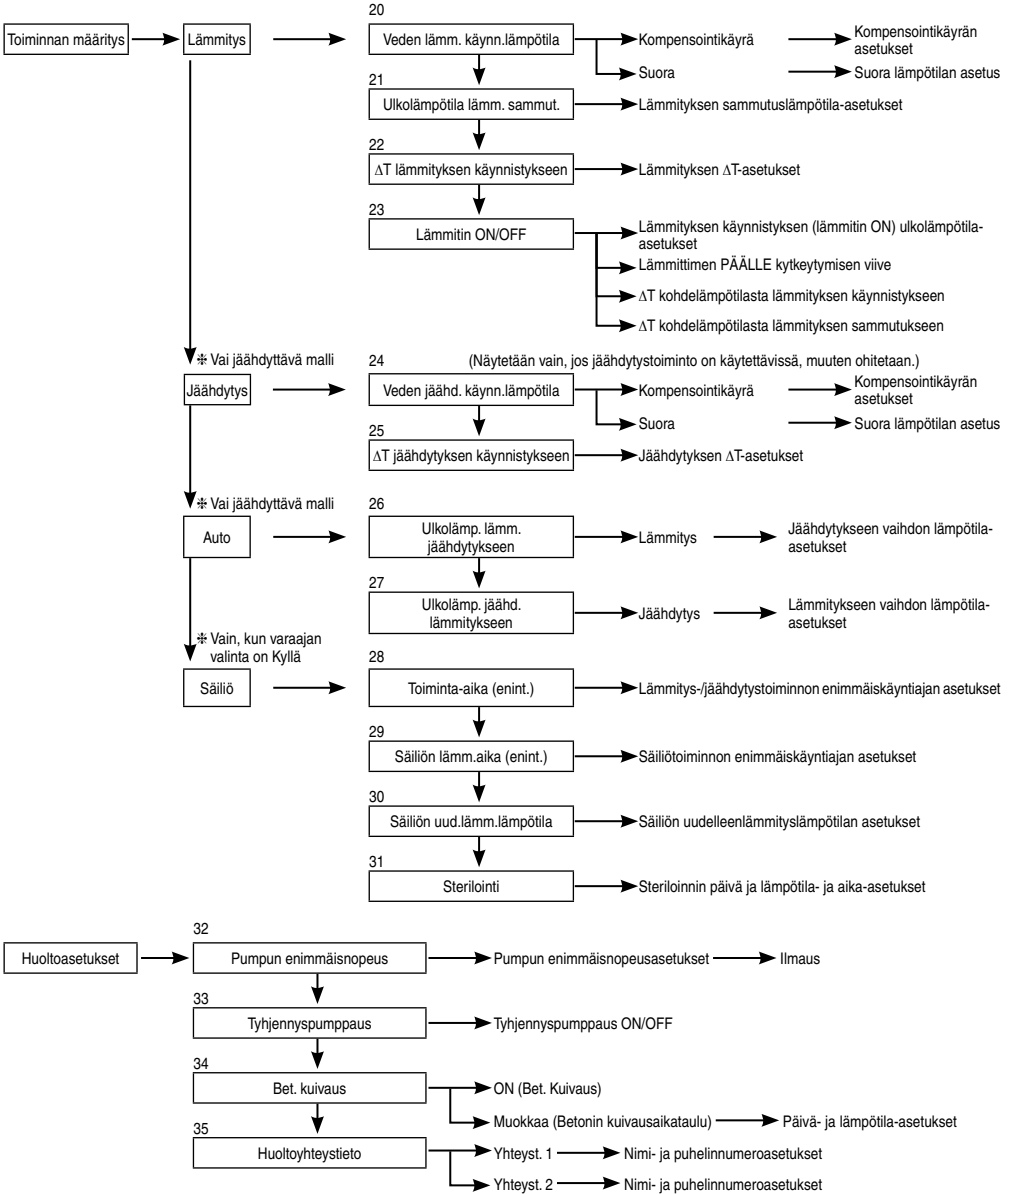 20
Toiminnan määritys
Lämmitys
Veden lämm. käynn.lämpötila
Kompensointikäyrä
Kompensointikäyrän
asetukset
Suora
Suora lämpötilan asetus
21
Ulkolämpötila lämm. sammut.
Lämmityksen sammutuslämpötila-asetukset
22
ΔT lämmityksen käynnistykseen
Lämmityksen ΔT-asetukset
23
Lämmitin ON/OFF
Lämmityksen käynnistyksen (lämmitin ON) ulkolämpötila-
asetukset
Lämmittimen PÄÄLLE kytkeytymisen viive
ΔT kohdelämpötilasta lämmityksen käynnistykseen
ΔT kohdelämpötilasta lämmityksen sammutukseen
❈ Vai jäähdyttävä malli
24
(Näytetään vain, jos jäähdytystoiminto on käytettävissä, muuten ohitetaan.)
Jäähdytys
Veden jäähd. käynn.lämpötila
Kompensointikäyrä
Kompensointikäyrän
asetukset
Suora
Suora lämpötilan asetus
25
ΔT jäähdytyksen käynnistykseen
Jäähdytyksen ΔT-asetukset
❈ Vai jäähdyttävä malli
26
Auto
Ulkolämp. lämm.
jäähdytykseen
Lämmitys
Jäähdytykseen vaihdon lämpötila-
asetukset
27
Ulkolämp. jäähd.
lämmitykseen
Jäähdytys
Lämmitykseen vaihdon lämpötila-
asetukset
❈ Vain, kun varaajan
valinta on Kyllä
28
Säiliö
Toiminta-aika (enint.)
Lämmitys-/jäähdytystoiminnon enimmäiskäyntiajan asetukset
29
Säiliön lämm.aika (enint.)
Säiliötoiminnon enimmäiskäyntiajan asetukset
30
Säiliön uud.lämm.lämpötila
Säiliön uudelleenlämmityslämpötilan asetukset
31
Sterilointi
Steriloinnin päivä ja lämpötila- ja aika-asetukset
32
Huoltoasetukset
Pumpun enimmäisnopeus
Pumpun enimmäisnopeusasetukset
Ilmaus
33
Tyhjennyspumppaus
Tyhjennyspumppaus ON/OFF
34
Bet. kuivaus
ON (Bet. Kuivaus)
Muokkaa (Betonin kuivausaikataulu)
Päivä- ja lämpötila-asetukset
35
Huoltoyhteystieto
Yhteyst. 1
Nimi- ja puhelinnumeroasetukset
Yhteyst. 2
Nimi- ja puhelinnumeroasetukset